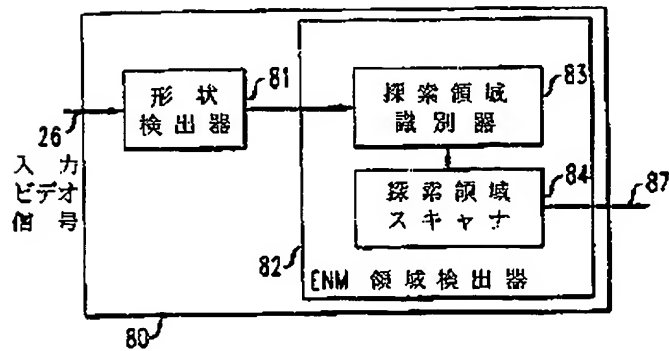 81
形状
検出器
26
入力
ビデオ
信号
83
探索領域
識別器
84
探索領域
スキャナ
87
82
ENM 領域検出器
80